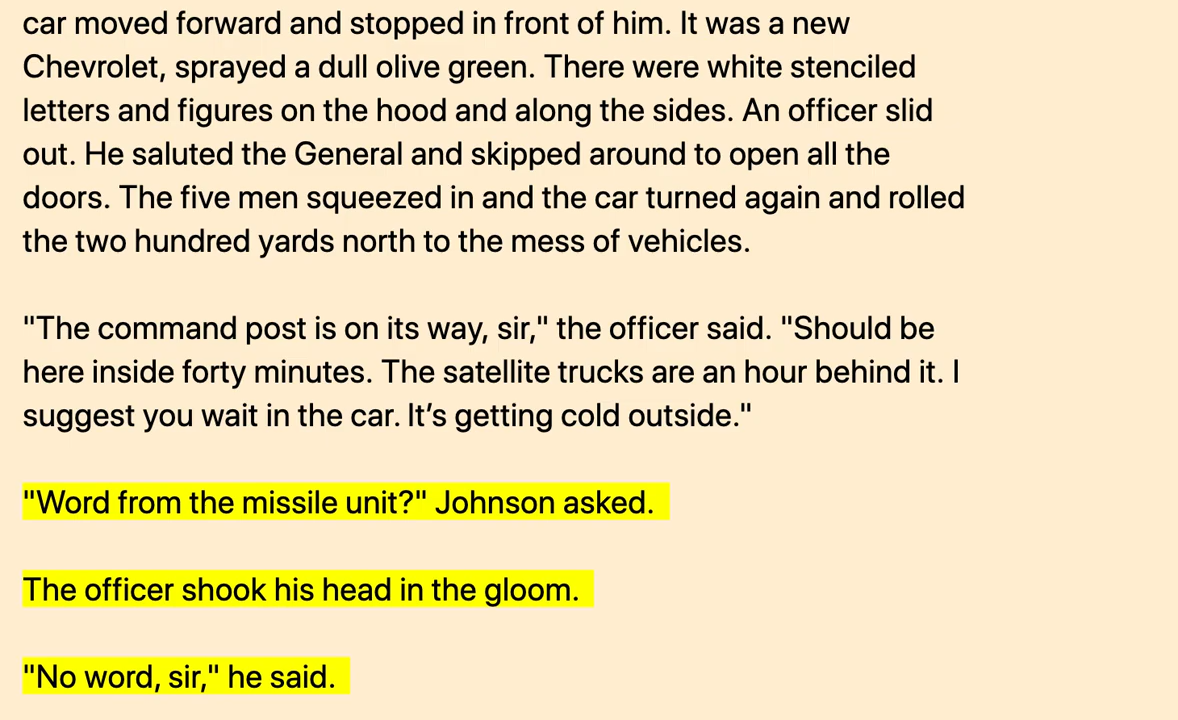 car moved forward and stopped in front of him. It was a new
Chevrolet, sprayed a dull olive green. There were white stenciled
letters and figures on the hood and along the sides. An officer slid
out. He saluted the General and skipped around to open all the
doors. The five men squeezed in and the car turned again and rolled
the two hundred yards north to the mess of vehicles.
"The command post is on its way, sir," the officer said. "Should be
here inside forty minutes. The satellite trucks are an hour behind it. I
suggest you wait in the car. It’s getting cold outside."
"Word from the missile unit?" Johnson asked.
The officer shook his head in the gloom.
"No word, sir," he said.